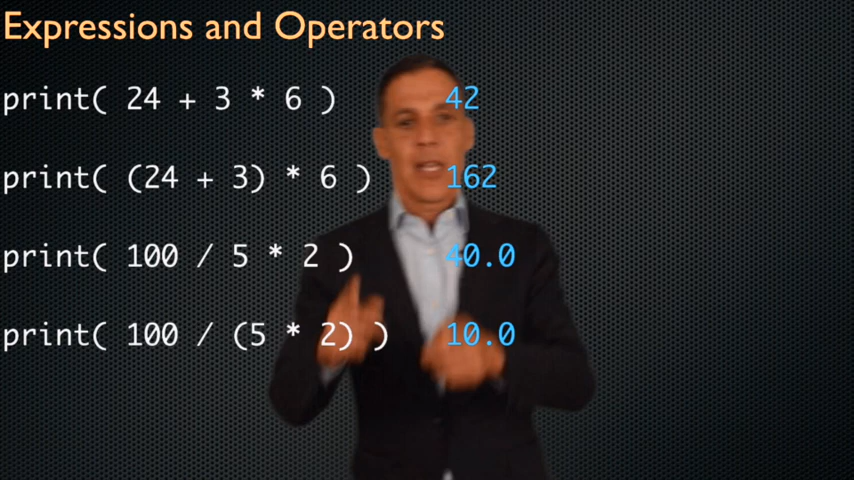 Expressions and Operators
print( 24 + 3 * 6 ) 42
print( (24 + 3) * 6 ) 162
print( 100 / 5 * 2 ) 40.0
print( 100 / (5 * 2) ) 10.0